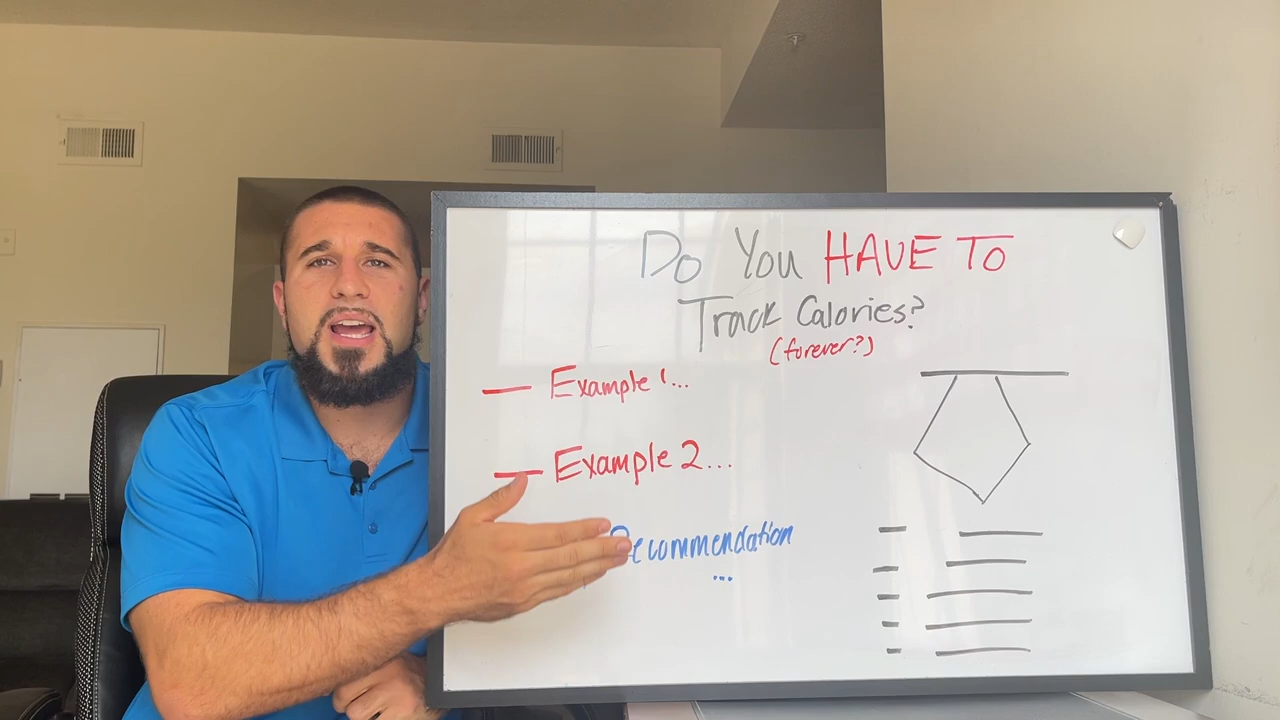 Do You HAVE TO
Track Calories?
(forever?)
— Example 1...
— Example 2...
Recommendation
...